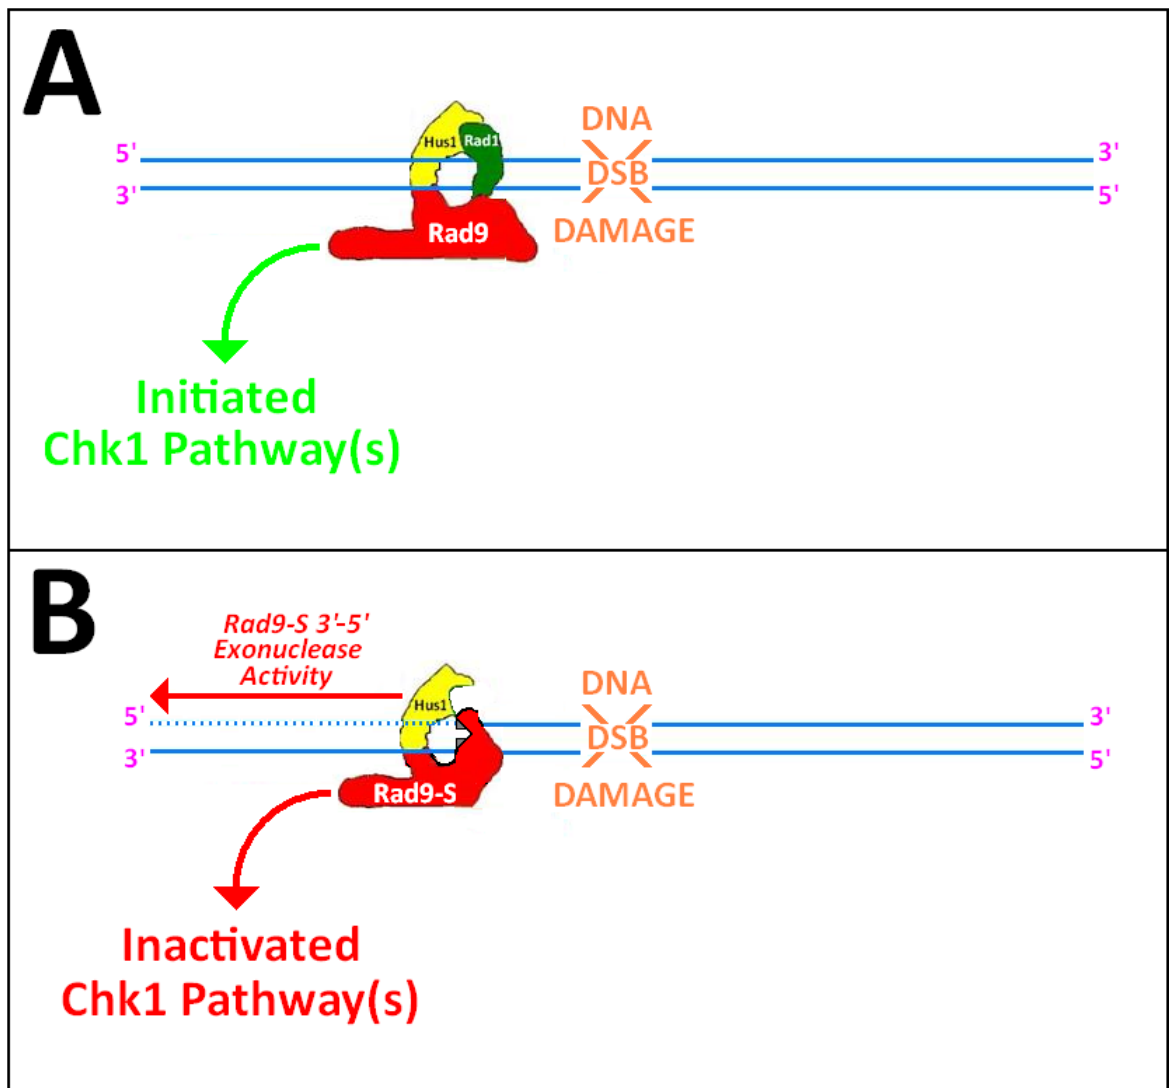 A
DNA
Hus1 Rad1
5' 3'
DSB
3' 5'
Rad9 DAMAGE
Initiated
Chk1 Pathway(s)
B
Rad9-S 3'-5'
Exonuclease
Activity
DNA
5' Hus1 3'
DSB
3' 5'
Rad9-S DAMAGE
Inactivated
Chk1 Pathway(s)